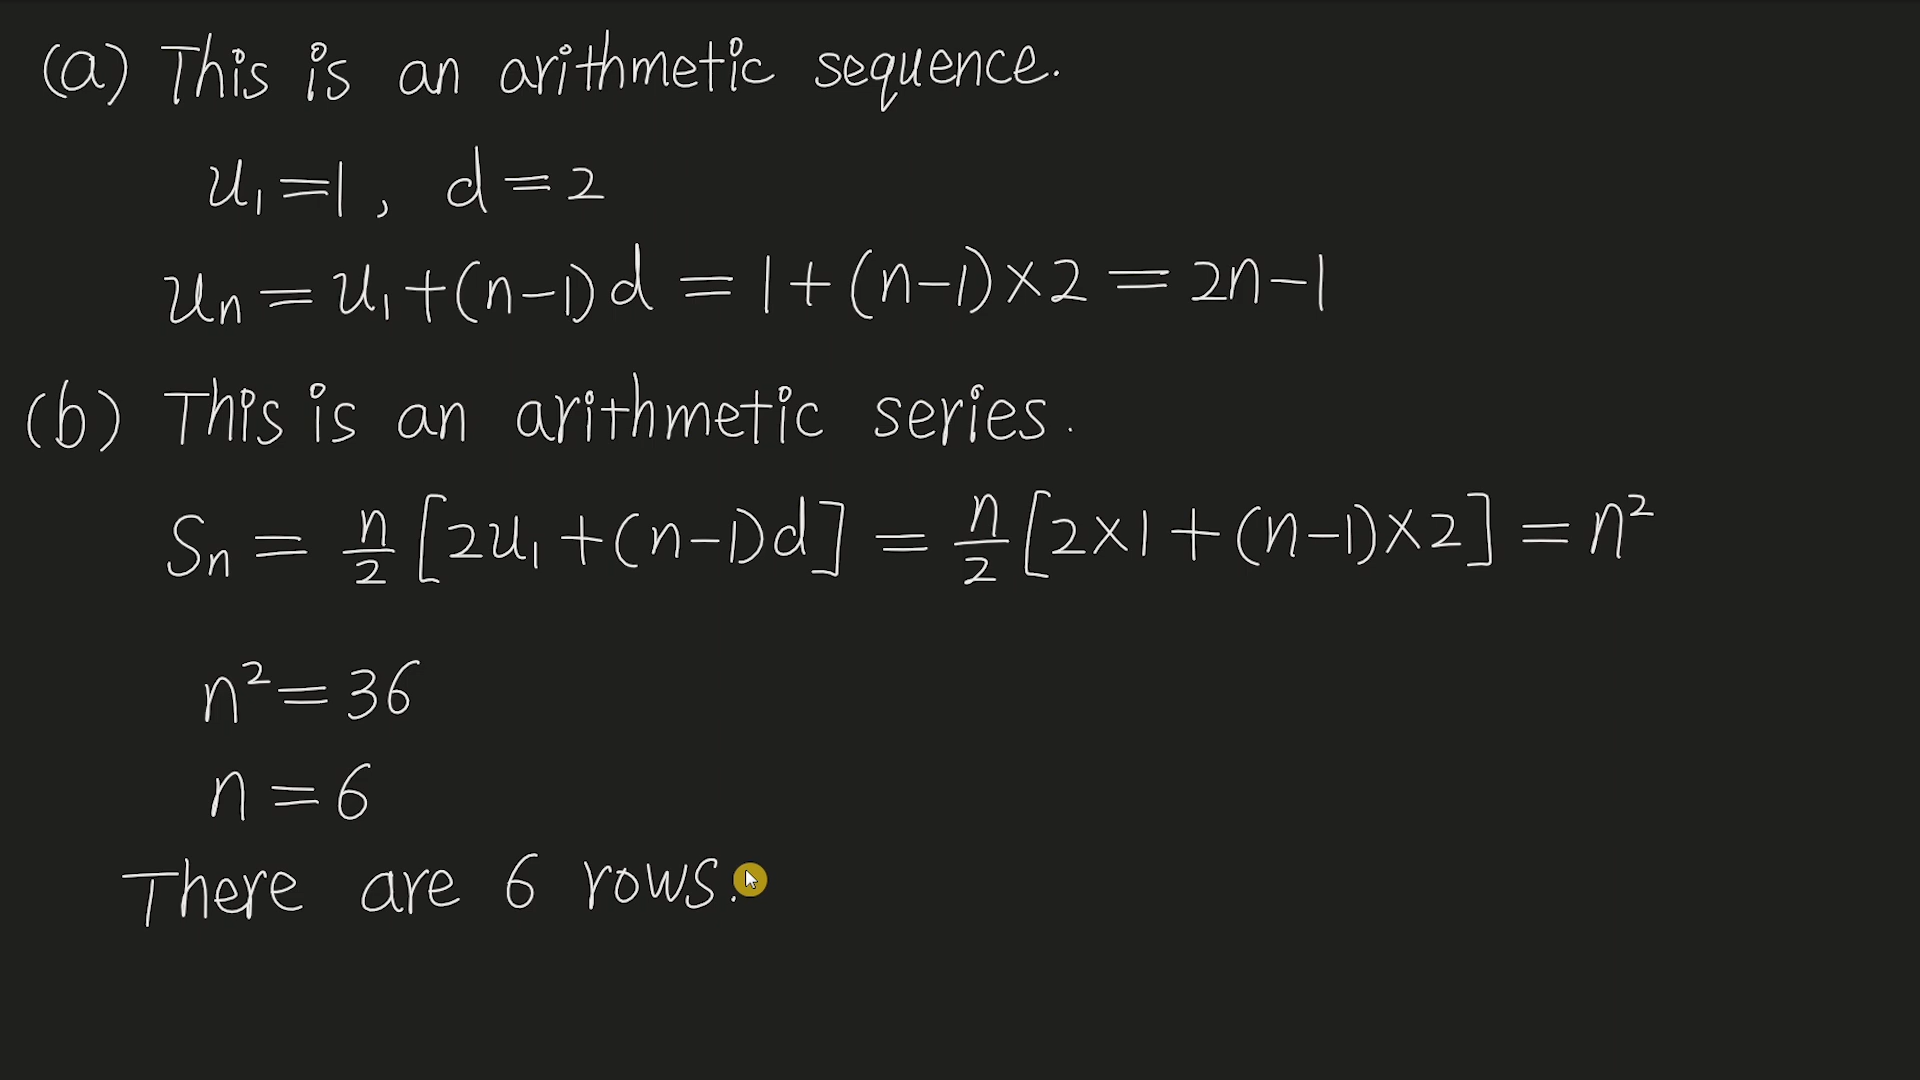 (a) This is an arithmetic sequence.
u₁=1, d=2
uₙ=u₁+(n-1)d=1+(n-1)×2=2n-1
(b) This is an arithmetic series.
Sₙ=n/2[2u₁+(n-1)d]=n/2[2×1+(n-1)×2]=n²
n²=36
n=6
There are 6 rows.